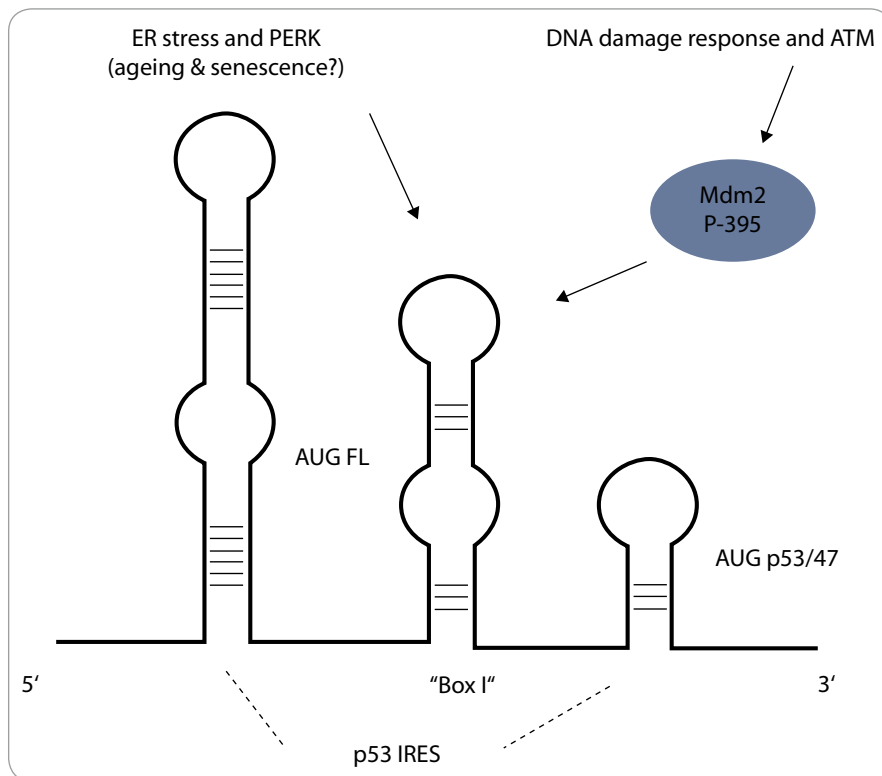 ER stress and PERK
(ageing & senescence?)
DNA damage response and ATM
Mdm2
P-395
AUG FL
AUG p53/47
5‘
“Box I“
3‘
p53 IRES